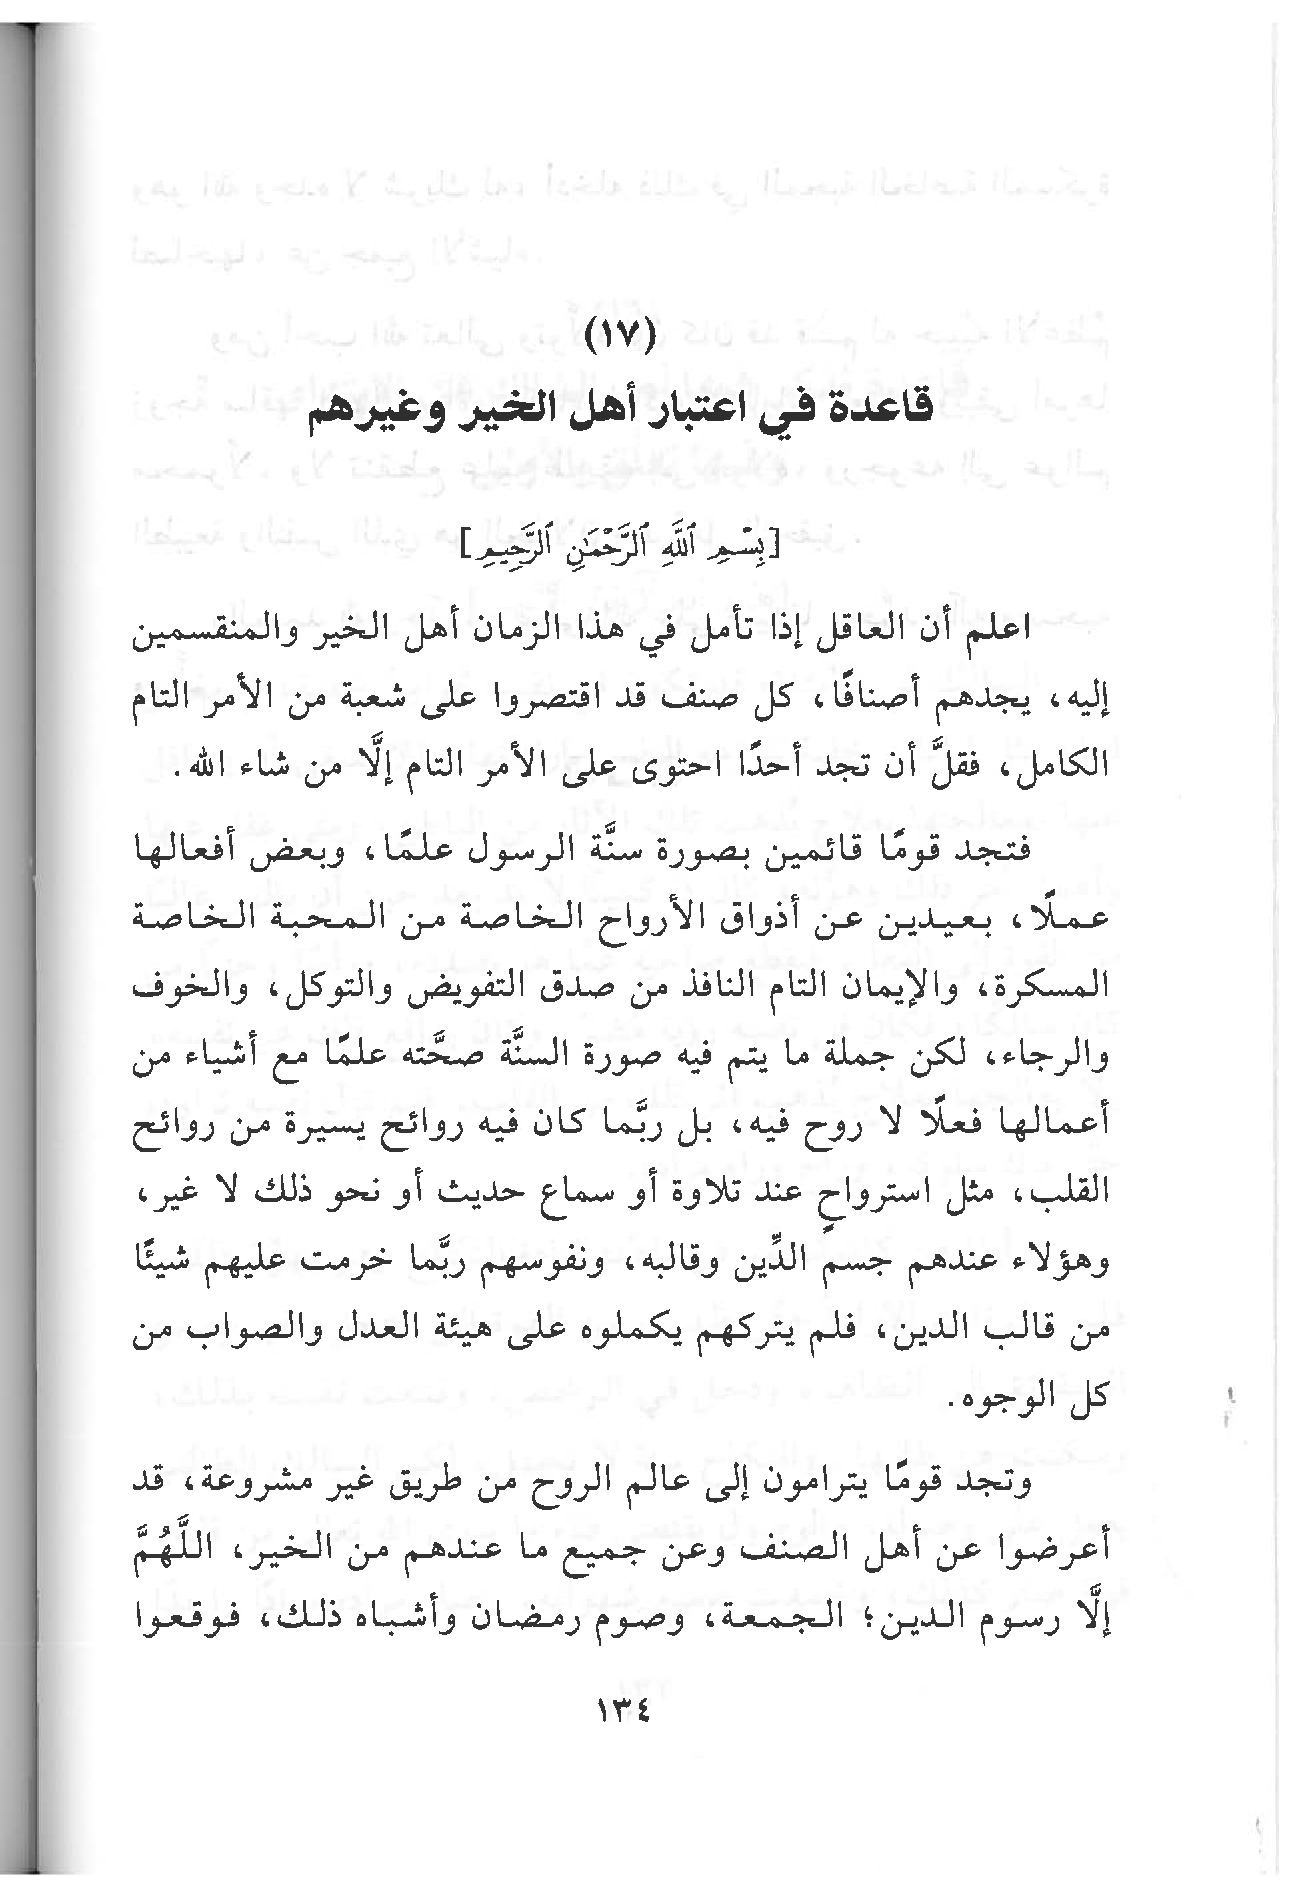 (١٧)
قاعدة في اعتبار أهل الخير وغيرهم
[بِسْمِ ٱللَّهِ ٱلرَّحْمَٰنِ ٱلرَّحِيمِ]
اعلم أن العاقل إذا تأمل في هذا الزمان أهل الخير والمنقسمين
إليه، يجدهم أصنافًا، كل صنف قد اقتصروا على شعبة من الأمر التام
الكامل، فقلَّ أن تجد أحدًا احتوى على الأمر التام إلَّا من شاء الله.
فتجد قومًا قائمين بصورة سنَّة الرسول علمًا، وبعض أفعالها
عملًا، بعيدين عن أذواق الأرواح الخاصة من المحبة الخاصة
المسكرة، والإيمان التام النافذ من صدق التفويض والتوكل، والخوف
والرجاء، لكن جملة ما يتم فيه صورة السنَّة صحَّته علمًا مع أشياء من
أعمالها فعلًا لا روح فيه، بل ربَّما كان فيه روائح يسيرة من روائح
القلب، مثل استرواحٍ عند تلاوة أو سماع حديث أو نحو ذلك لا غير،
وهؤلاء عندهم جسم الدِّين وقالبه، ونفوسهم ربَّما خرمت عليهم شيئًا
من قالب الدين، فلم يتركهم يكملوه على هيئة العدل والصواب من
كل الوجوه.
وتجد قومًا يترامون إلى عالم الروح من طريق غير مشروعة، قد
أعرضوا عن أهل الصنف وعن جميع ما عندهم من الخير، اللَّهُمَّ
إلَّا رسوم الدين؛ الجمعة، وصوم رمضان وأشباه ذلك، فوقعوا
١٣٤